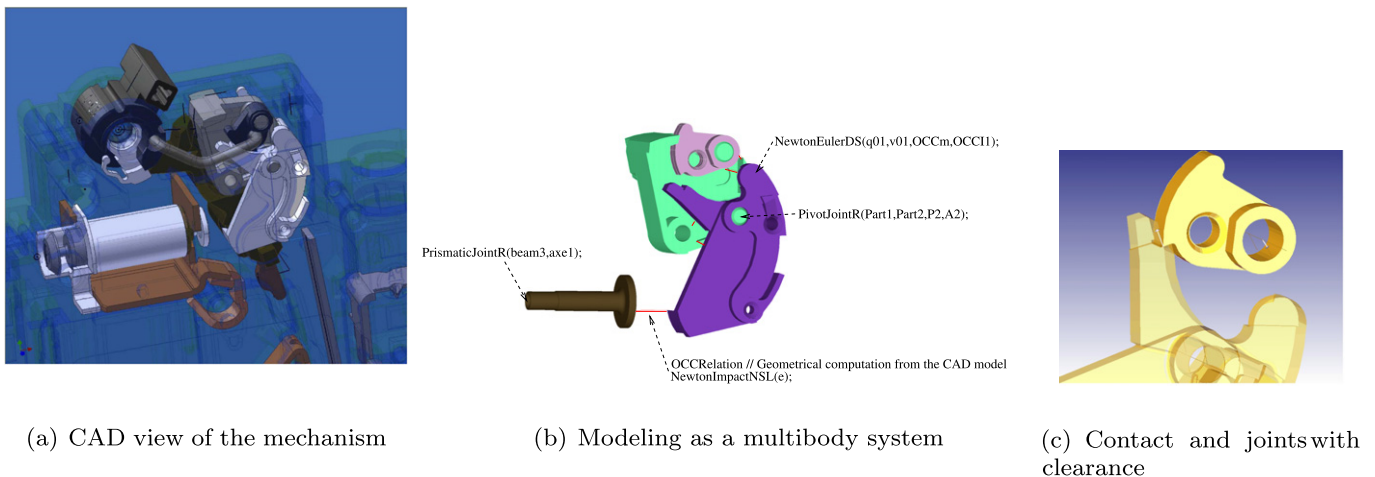 NewtonEulerDS(q01,v01,OCCm,OCCI1);
PivotJointR(Part1,Part2,P2,A2);
PrismaticJointR(beam3,axe1);
OCCRelation // Geometrical computation from the CAD model
NewtonImpactNSL(e);
(a) CAD view of the mechanism
(b) Modeling as a multibody system
(c) Contact and joints with
clearance